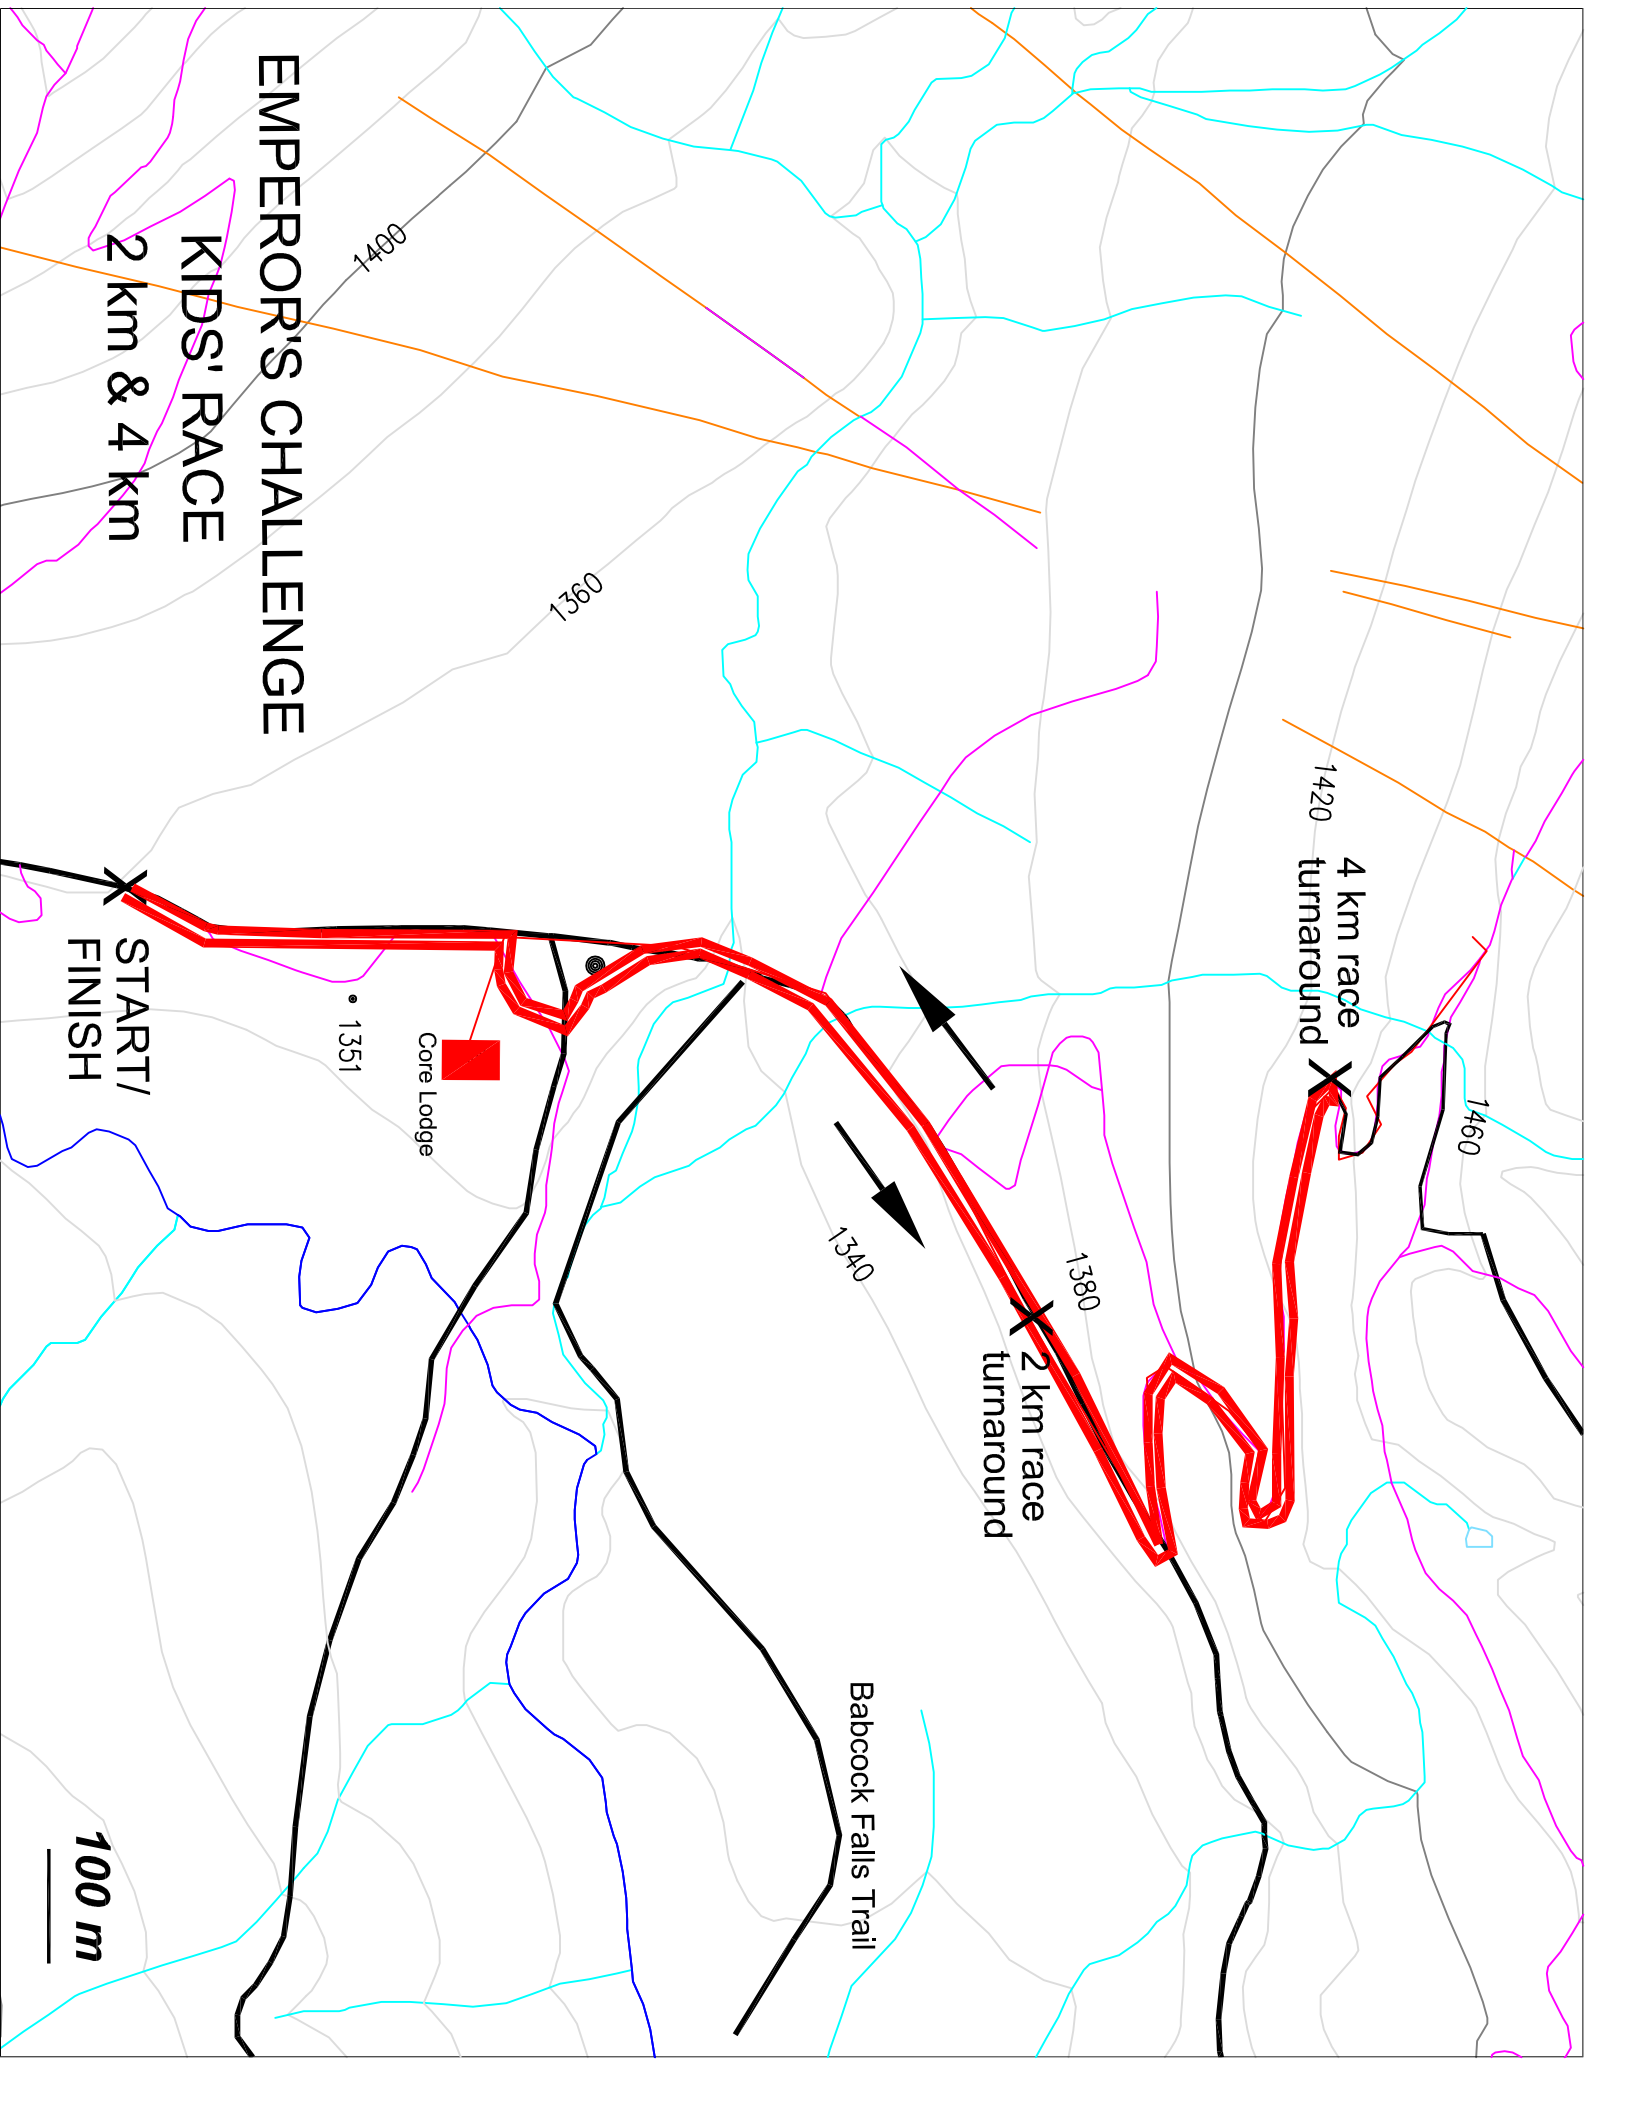 EMPEROR'S CHALLENGE
KIDS' RACE
2 km & 4 km
1400
1360
1420
4 km race
turnaround
1460
START/
FINISH
1351
Core Lodge
1340
1380
2 km race
turnaround
Babcock Falls Trail
100 m